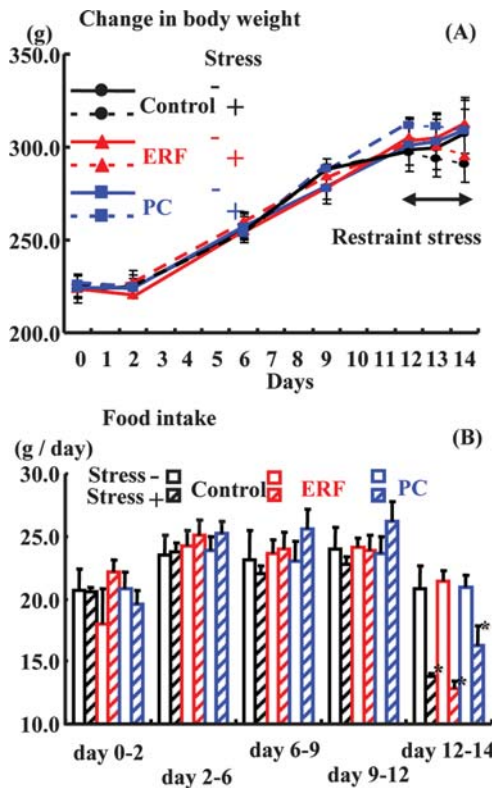 Change in body weight
(g) (A)
350.0 Stress
Control - +
300.0 ERF - +
PC - +
250.0 Restraint stress
200.0
0 1 2 3 4 5 6 7 8 9 10 11 12 13 14
Days
Food intake
(g / day) (B)
30.0 Stress - Control ERF PC
Stress +
25.0
20.0
15.0 * * *
10.0
day 0-2 day 6-9 day 12-14
day 2-6 day 9-12